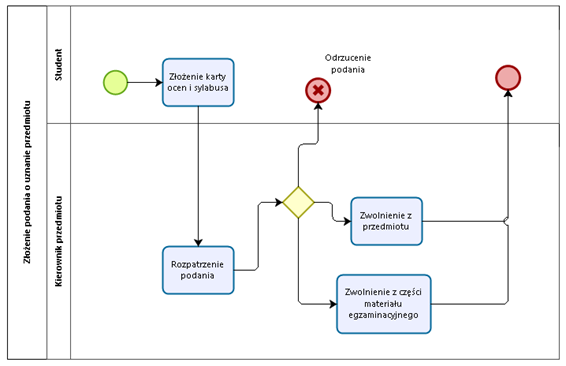 Złożenie podania o uznanie przedmiotu
Student
Kierownik przedmiotu
Złożenie karty
ocen i sylabusa
Odrzucenie
podania
Rozpatrzenie
podania
Zwolnienie z
przedmiotu
Zwolnienie z części
materiału
egzaminacyjnego